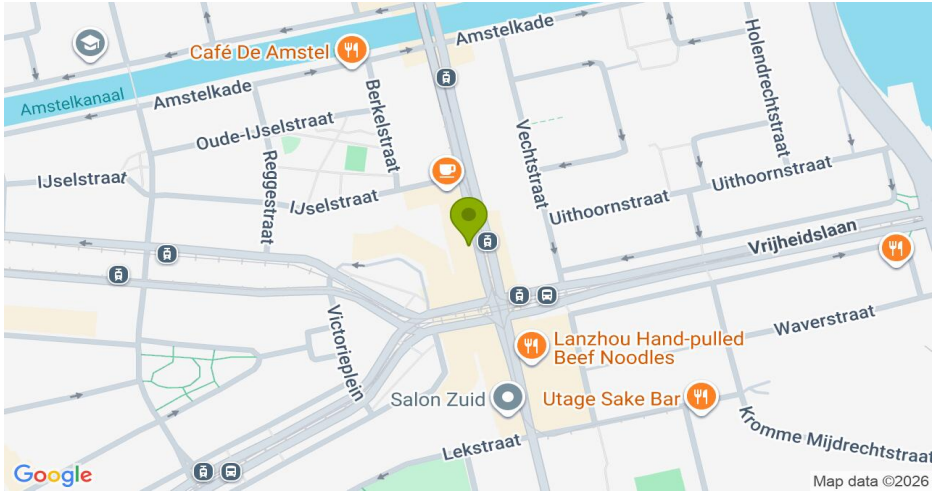 Amstelkade
Café De Amstel
Holendrechtstraat
Amstelkanaal
Amstelkade
Berkelstraat
Oude-IJselstraat
Vechtstraat
Reggestraat
IJselstraat
IJselstraat
Uithoornstraat
Uithoornstraat
Vrijheidslaan
Victorieplein
Waverstraat
Lanzhou Hand-pulled
Beef Noodles
Salon Zuid
Utage Sake Bar
Kromme Mijdrechtstraat
Lekstraat
Google
Map data ©2026